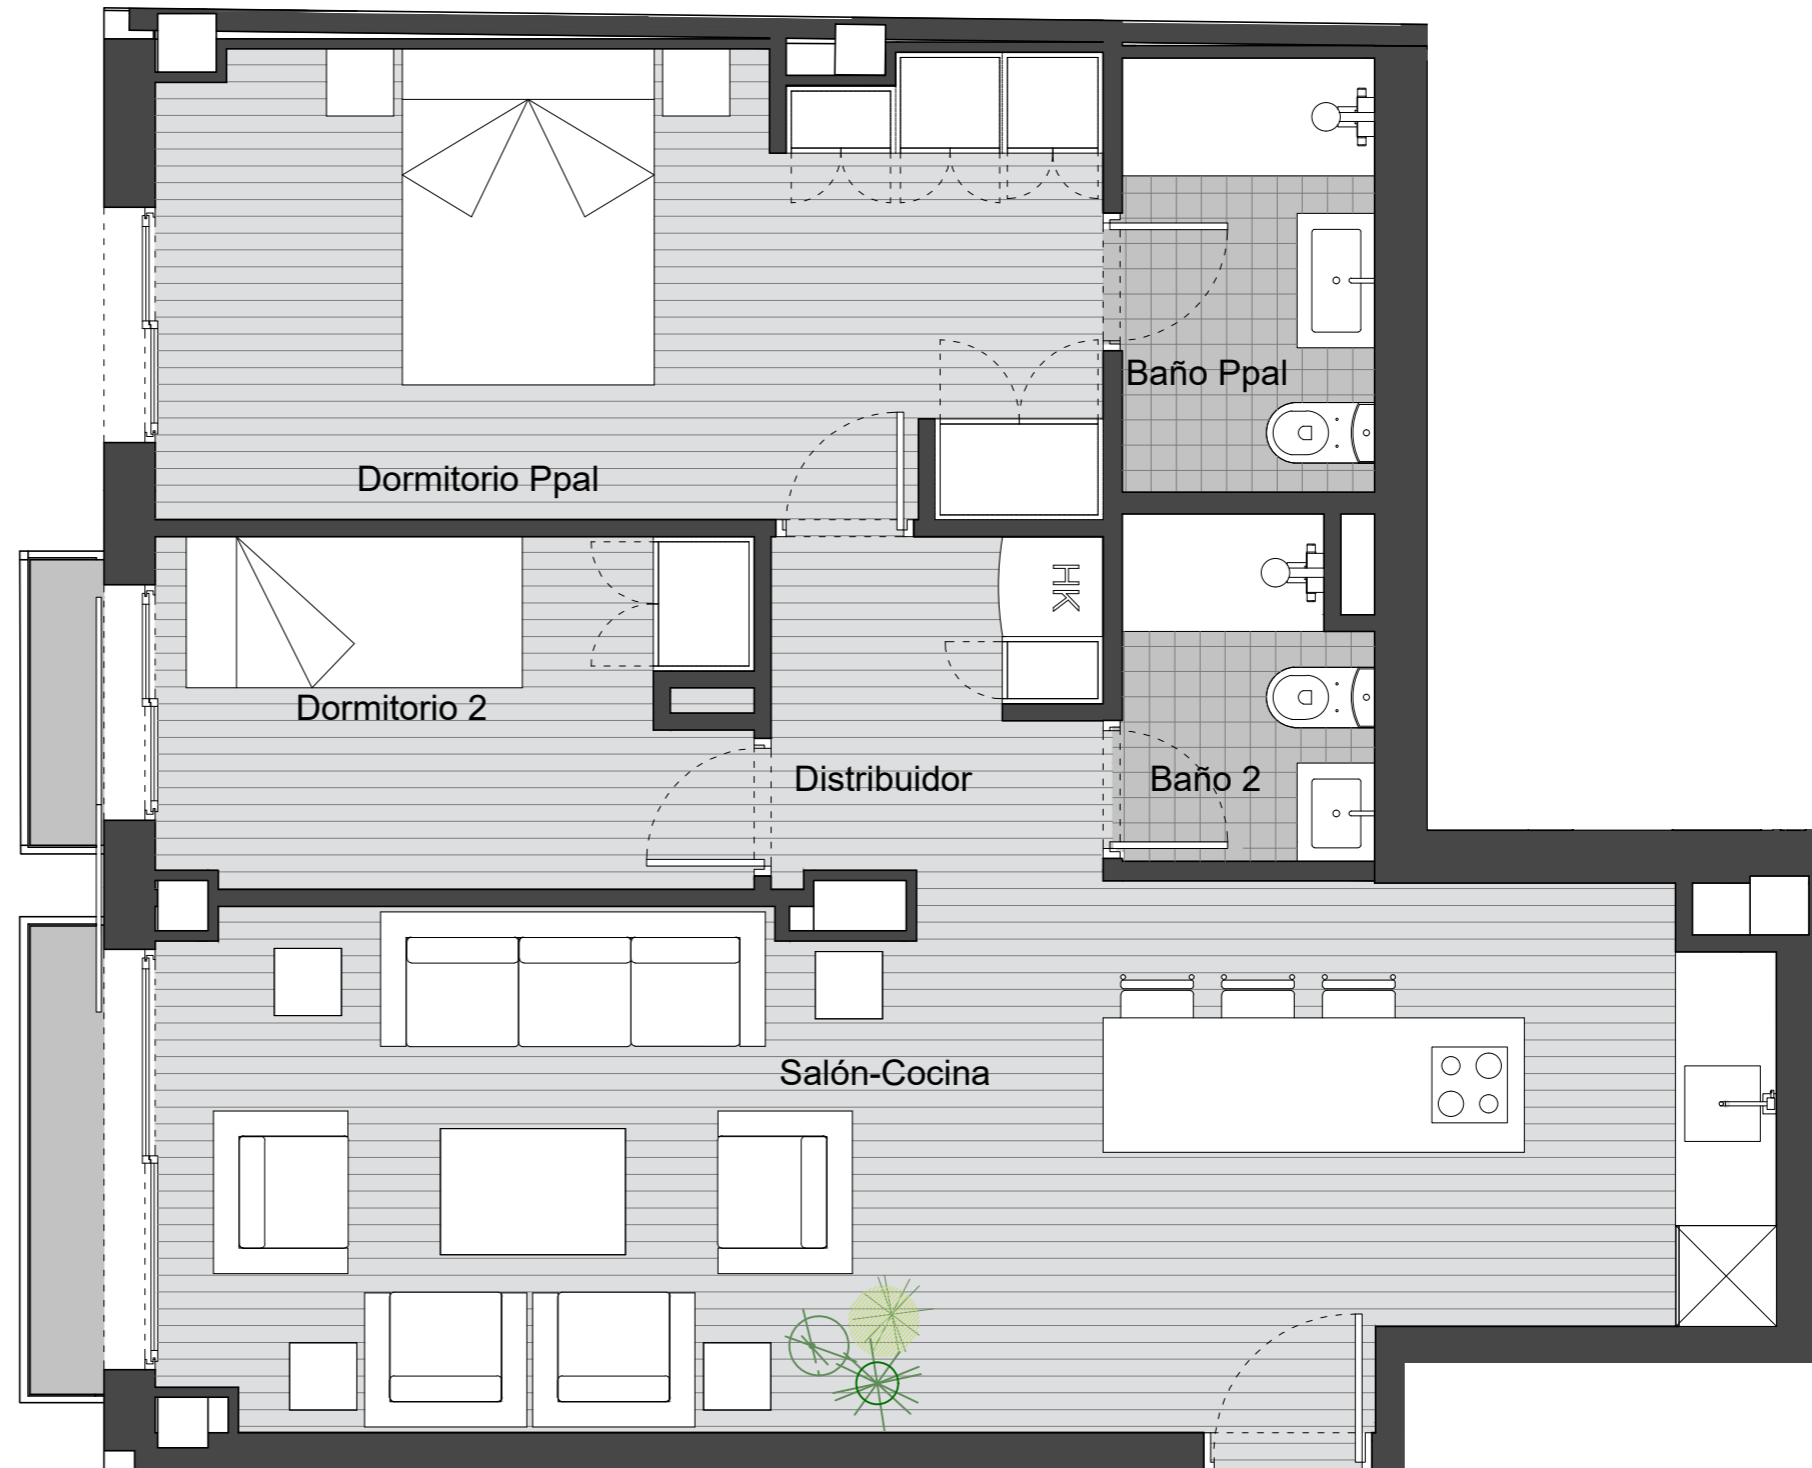 Baño Ppal
Dormitorio Ppal
HK
Dormitorio 2
Distribuidor
Baño 2
Salón-Cocina